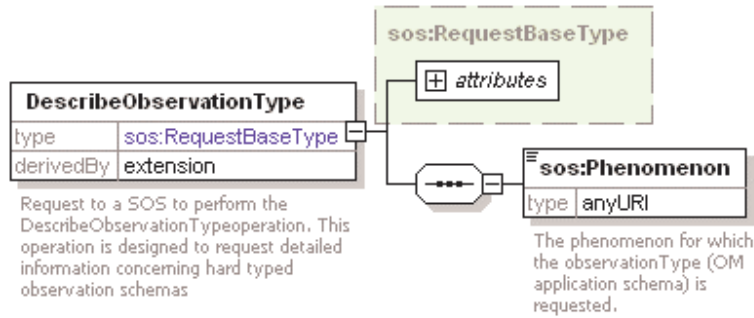 sos:RequestBaseType
attributes
DescribeObservationType
type sos:RequestBaseType
derivedBy extension
Request to a SOS to perform the
DescribeObservationTypeoperation. This
operation is designed to request detailed
information concerning hard typed
observation schemas
sos:Phenomenon
type anyURI
The phenomenon for which
the observationType (OM
application schema) is
requested.